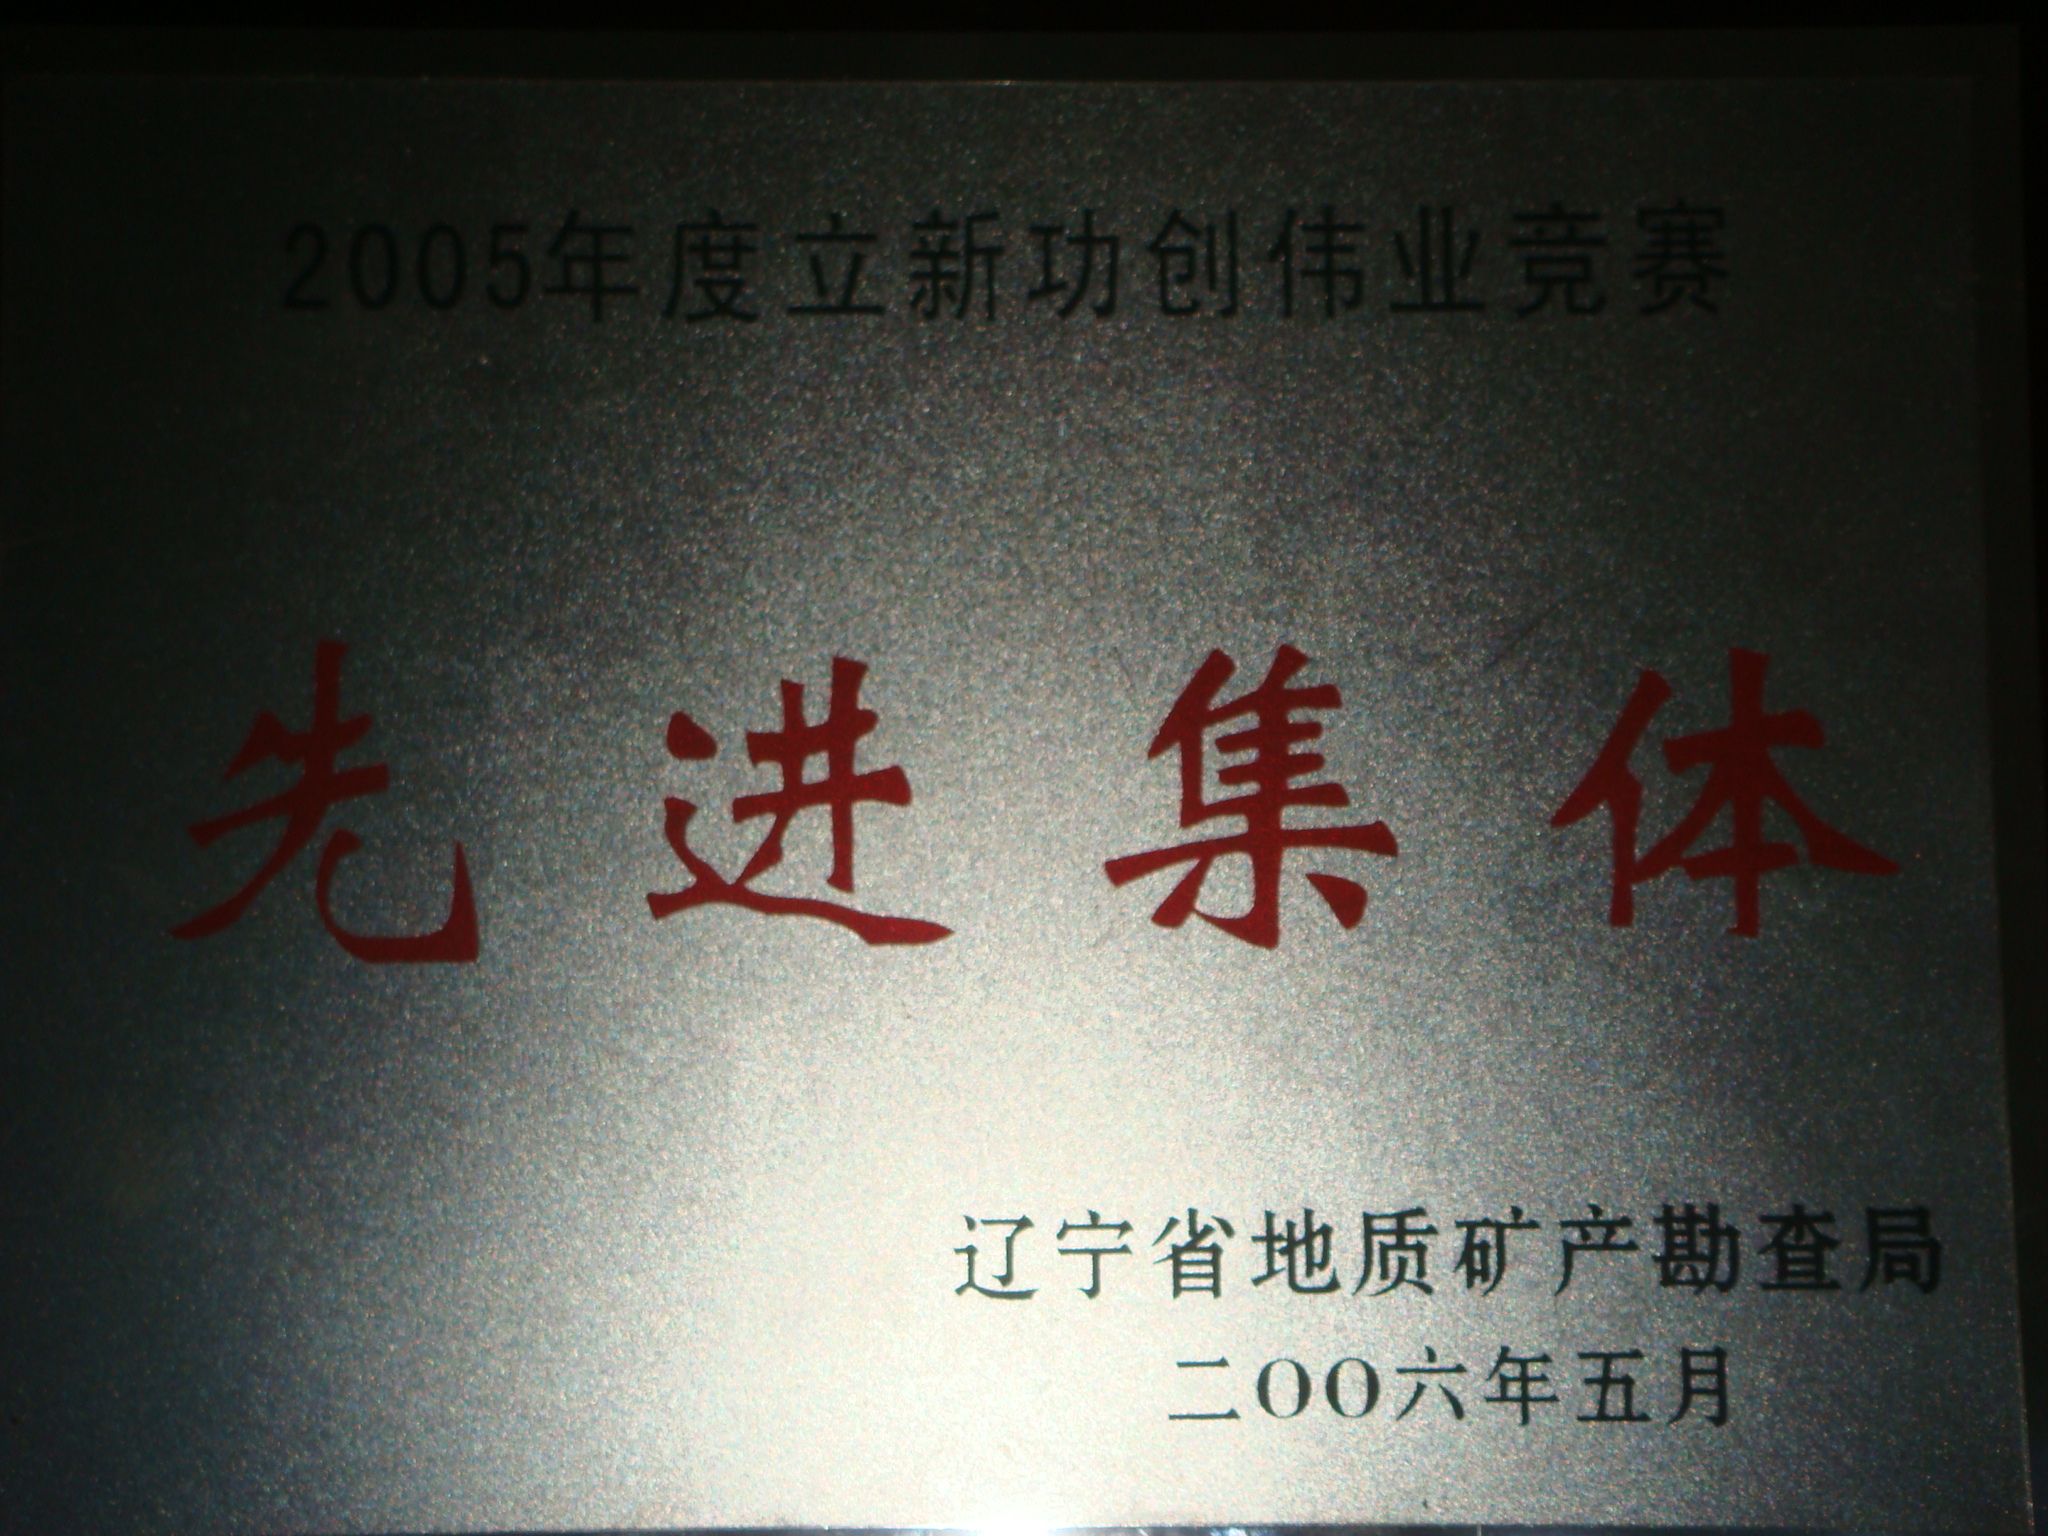 2005年度立新功创伟业竞赛
先进集体
辽宁省地质矿产勘查局
二OO六年五月